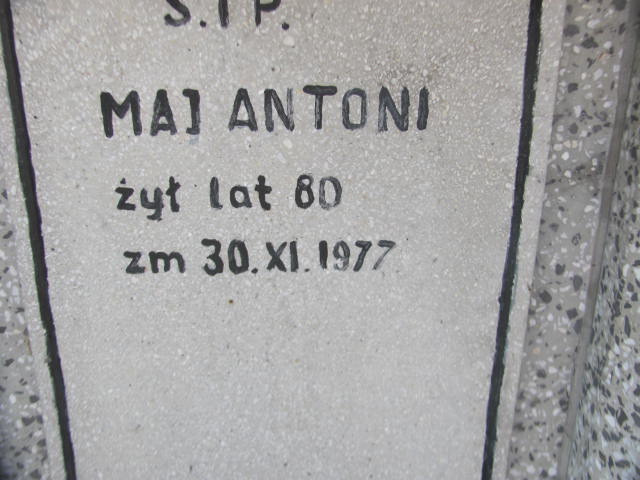 Ś.†P.
MAJ ANTONI
żył lat 80
zm 30.XI.1977